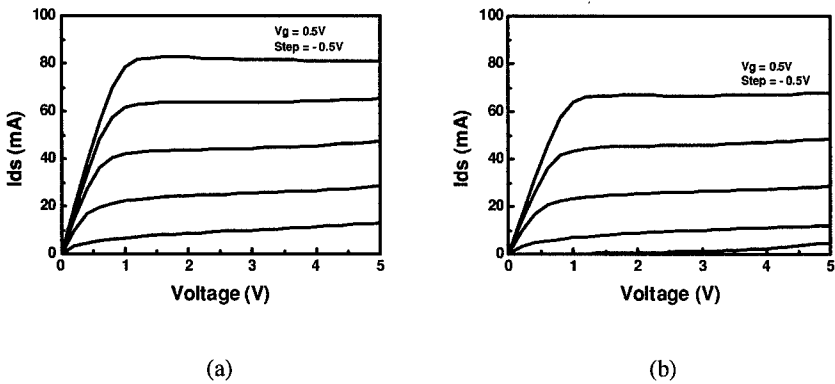 100
80
60
40
20
0
Ids (mA)
Vg = 0.5V
Step = - 0.5V
0 1 2 3 4 5
Voltage (V)
(a)
100
80
60
40
20
0
Ids (mA)
Vg = 0.5V
Step = - 0.5V
0 1 2 3 4 5
Voltage (V)
(b)